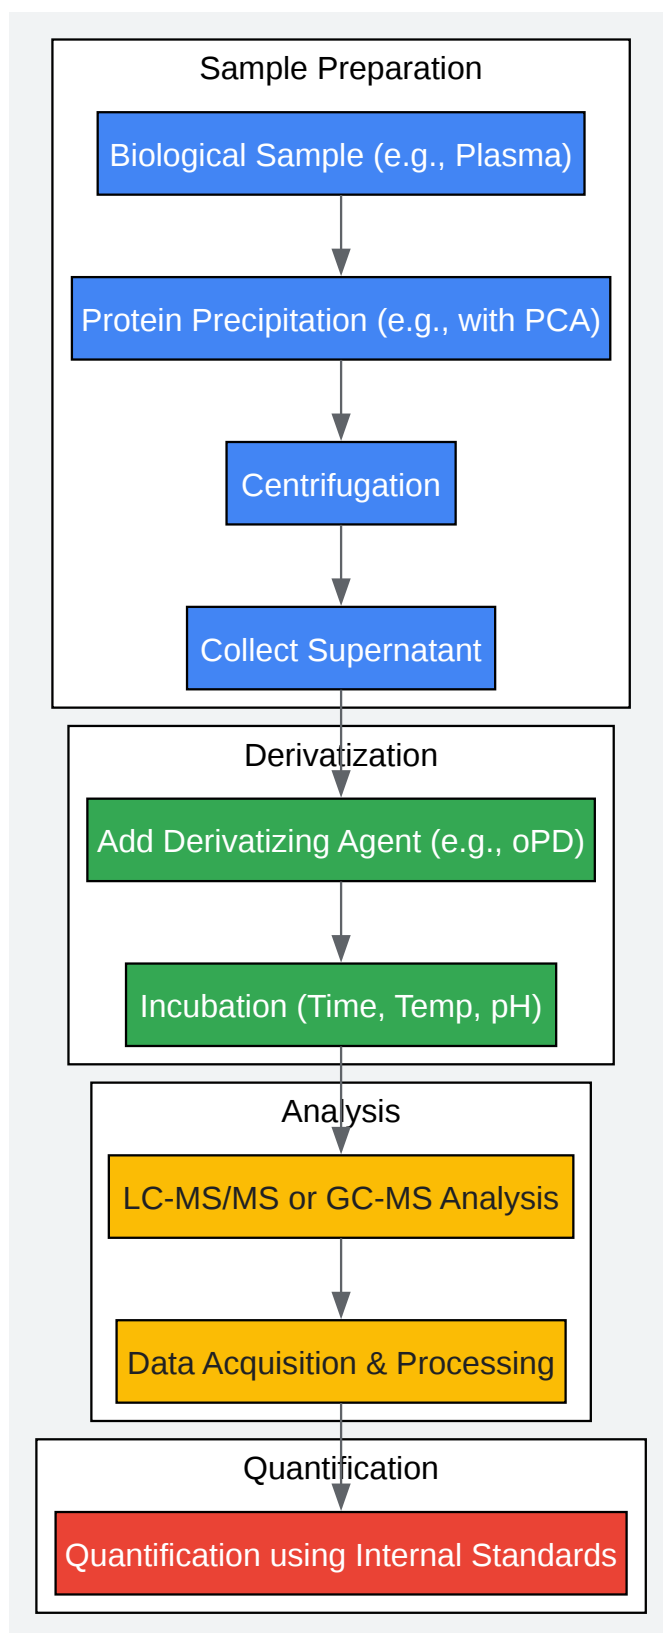 Sample Preparation
Biological Sample (e.g., Plasma)
Protein Precipitation (e.g., with PCA)
Centrifugation
Collect Supernatant
Derivatization
Add Derivatizing Agent (e.g., oPD)
Incubation (Time, Temp, pH)
Analysis
LC-MS/MS or GC-MS Analysis
Data Acquisition & Processing
Quantification
Quantification using Internal Standards